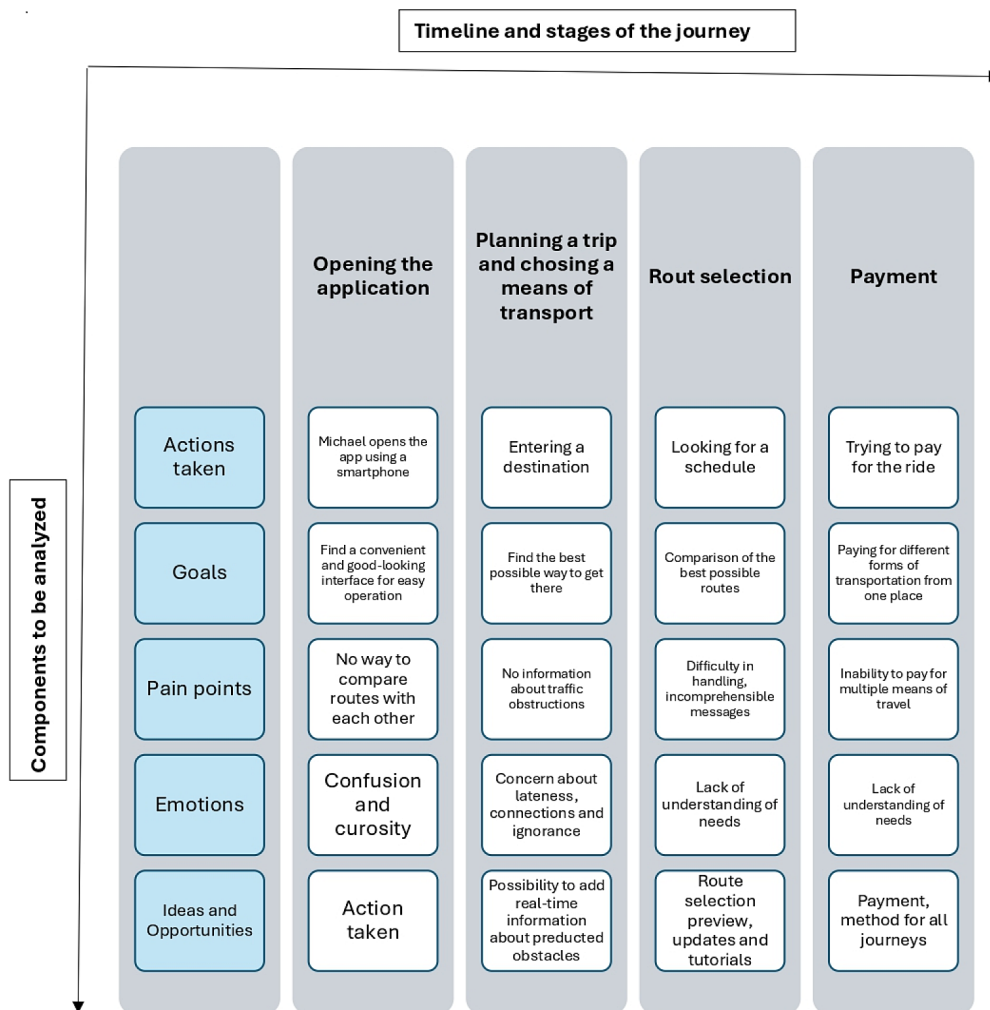 Timeline and stages of the journey
Components to be analyzed
Opening the
application
Planning a trip
and chosing a
means of
transport
Rout selection
Payment
Actions
taken
Michael opens the
app using a
smartphone
Entering a
destination
Looking for a
schedule
Trying to pay
for the ride
Goals
Find a convenient
and good-looking
interface for easy
operation
Find the best
possible way to get
there
Comparison of the
best possible
routes
Paying for different
forms of
transportation from
one place
Pain points
No way to
compare
routes with
each other
No information
about traffic
obstructions
Difficulty in
handling,
incomprehensible
messages
Inability to pay for
multiple means of
travel
Emotions
Confusion
and
curosity
Concern about
lateness,
connections and
ignorance
Lack of
understanding of
needs
Lack of
understanding of
needs
Ideas and
Opportunities
Action
taken
Possibility to add
real-time
information
about preducted
obstacles
Route
selection
preview,
updates and
tutorials
Payment,
method for all
journeys